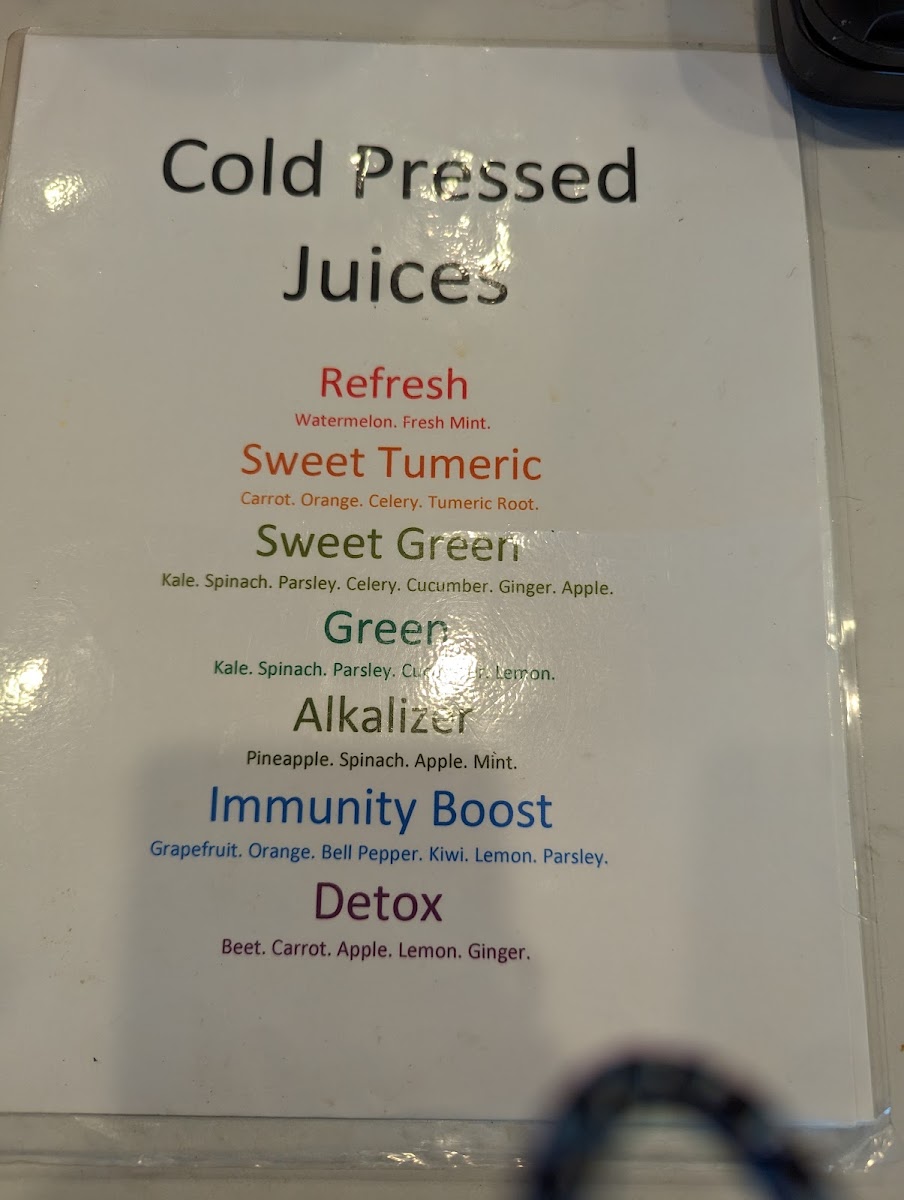 Cold Pressed
Juices
Refresh
Watermelon. Fresh Mint.
Sweet Tumeric
Carrot. Orange. Celery. Tumeric Root.
Sweet Green
Kale. Spinach. Parsley. Celery. Cucumber. Ginger. Apple.
Green
Kale. Spinach. Parsley. Cucumber. Lemon.
Alkalizer
Pineapple. Spinach. Apple. Mint.
Immunity Boost
Grapefruit. Orange. Bell Pepper. Kiwi. Lemon. Parsley.
Detox
Beet. Carrot. Apple. Lemon. Ginger.